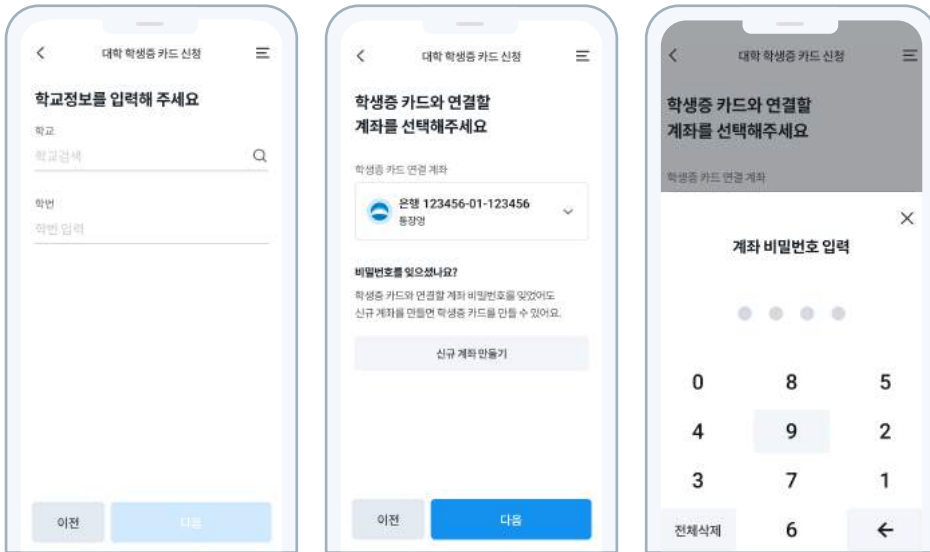 대학 학생증 카드 신청
학교정보를 입력해 주세요
학교
학교검색
학번
학번 입력
이전
다음
대학 학생증 카드 신청
학생증 카드와 연결할
계좌를 선택해주세요
학생증 카드 연결 계좌
은행 123456-01-123456
통장명
비밀번호를 잊으셨나요?
학생증 카드와 연결할 계좌 비밀번호를 잊었어도
신규 계좌를 만들면 학생증 카드를 만들 수 있어요.
신규 계좌 만들기
이전
다음
대학 학생증 카드 신청
학생증 카드와 연결할
계좌를 선택해주세요
학생증 카드 연결 계좌
계좌 비밀번호 입력
0 8 5
4 9 2
3 7 1
전체삭제 6